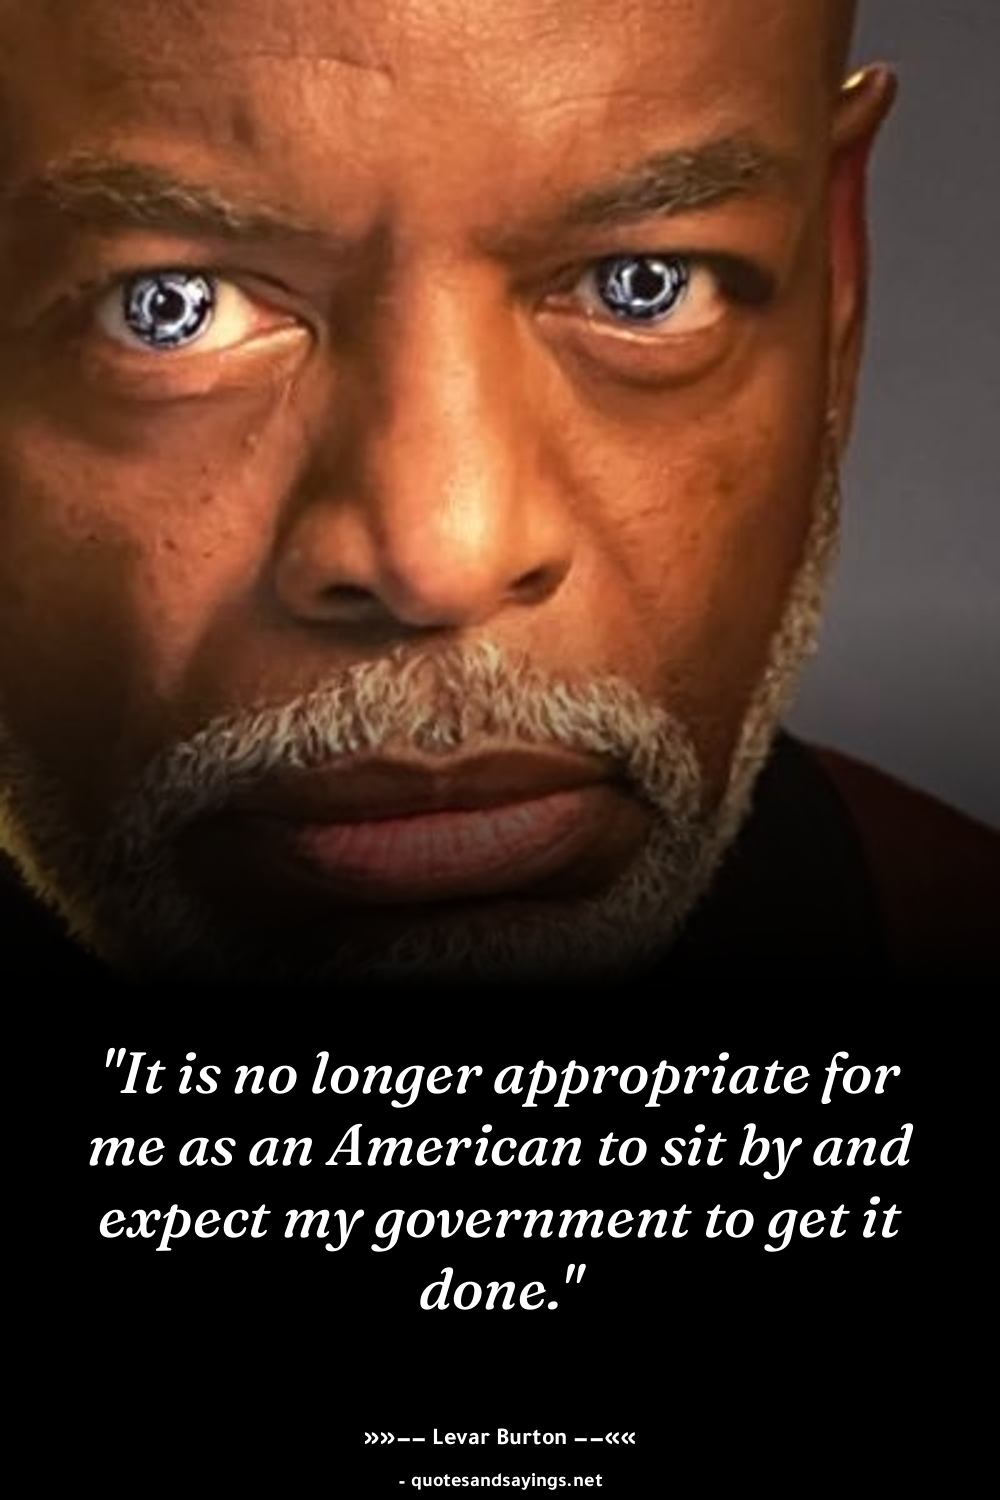 "It is no longer appropriate for
me as an American to sit by and
expect my government to get it
done."
»»–– Levar Burton ––««
- quotesandsayings.net